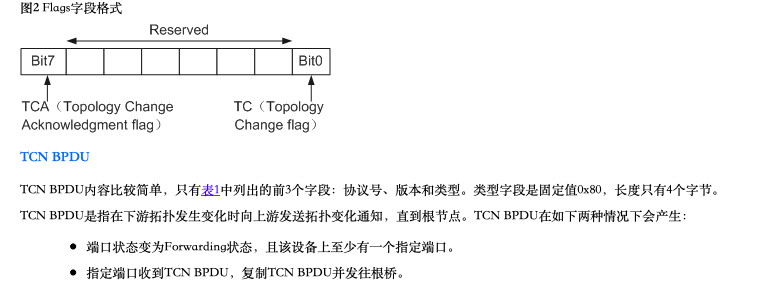 图2 Flags字段格式
Reserved
Bit7 Bit0
TCA（Topology Change TC（Topology
Acknowledgment flag） Change flag）
TCN BPDU
TCN BPDU内容比较简单，只有表1中列出的前3个字段：协议号、版本和类型。类型字段是固定值0x80，长度只有4个字节。
TCN BPDU是指在下游拓扑发生变化时向上游发送拓扑变化通知，直到根节点。TCN BPDU在如下两种情况下会产生：
● 端口状态变为Forwarding状态，且该设备上至少有一个指定端口。
● 指定端口收到TCN BPDU，复制TCN BPDU并发往根桥。